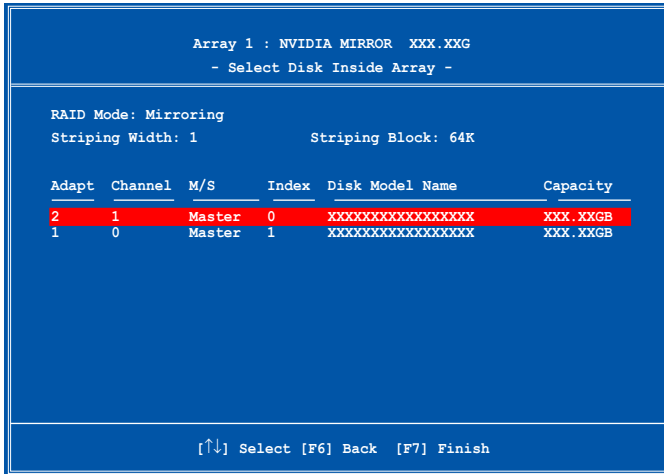 Array 1 : NVIDIA MIRROR XXX.XXG
- Select Disk Inside Array -
RAID Mode: Mirroring
Striping Width: 1 Striping Block: 64K
Adapt Channel M/S Index Disk Model Name Capacity
2 1 Master 0 XXXXXXXXXXXXXXXXX XXX.XXGB
1 0 Master 1 XXXXXXXXXXXXXXXXX XXX.XXGB
[↑↓] Select [F6] Back [F7] Finish